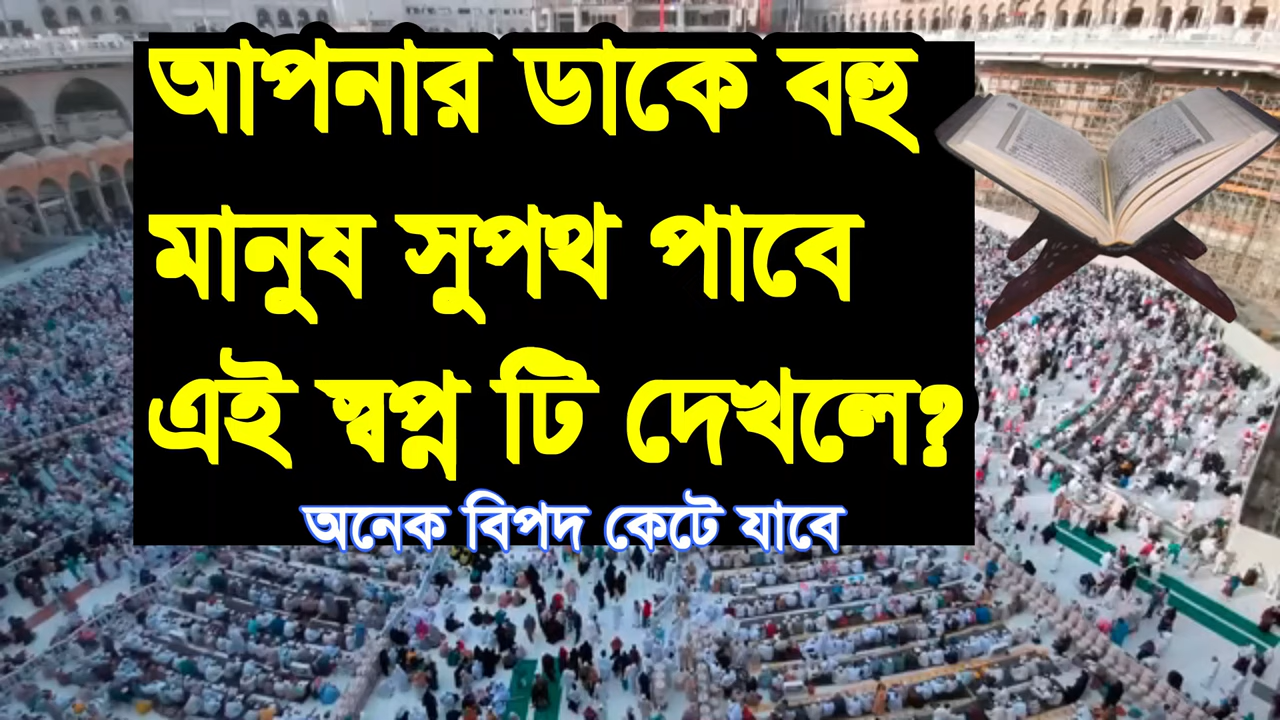 আপনার ডাকে বহু
মানুষ সুপথ পাবে
এই স্বপ্ন টি দেখলে?
অনেক বিপদ কেটে যাবে